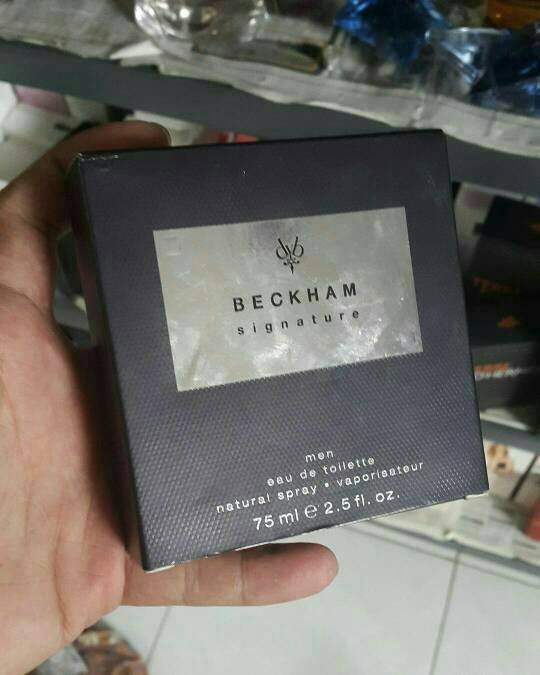 BECKHAM
signature
men
eau de toilette
natural spray • vaporisateur
75 ml ℮ 2.5 fl. oz.